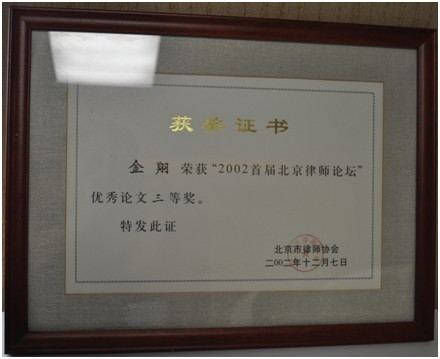 获奖证书
金翔 荣获“2002首届北京律师论坛”
优秀论文三等奖。
特发此证
北京市律师协会
二00二年十二月七日